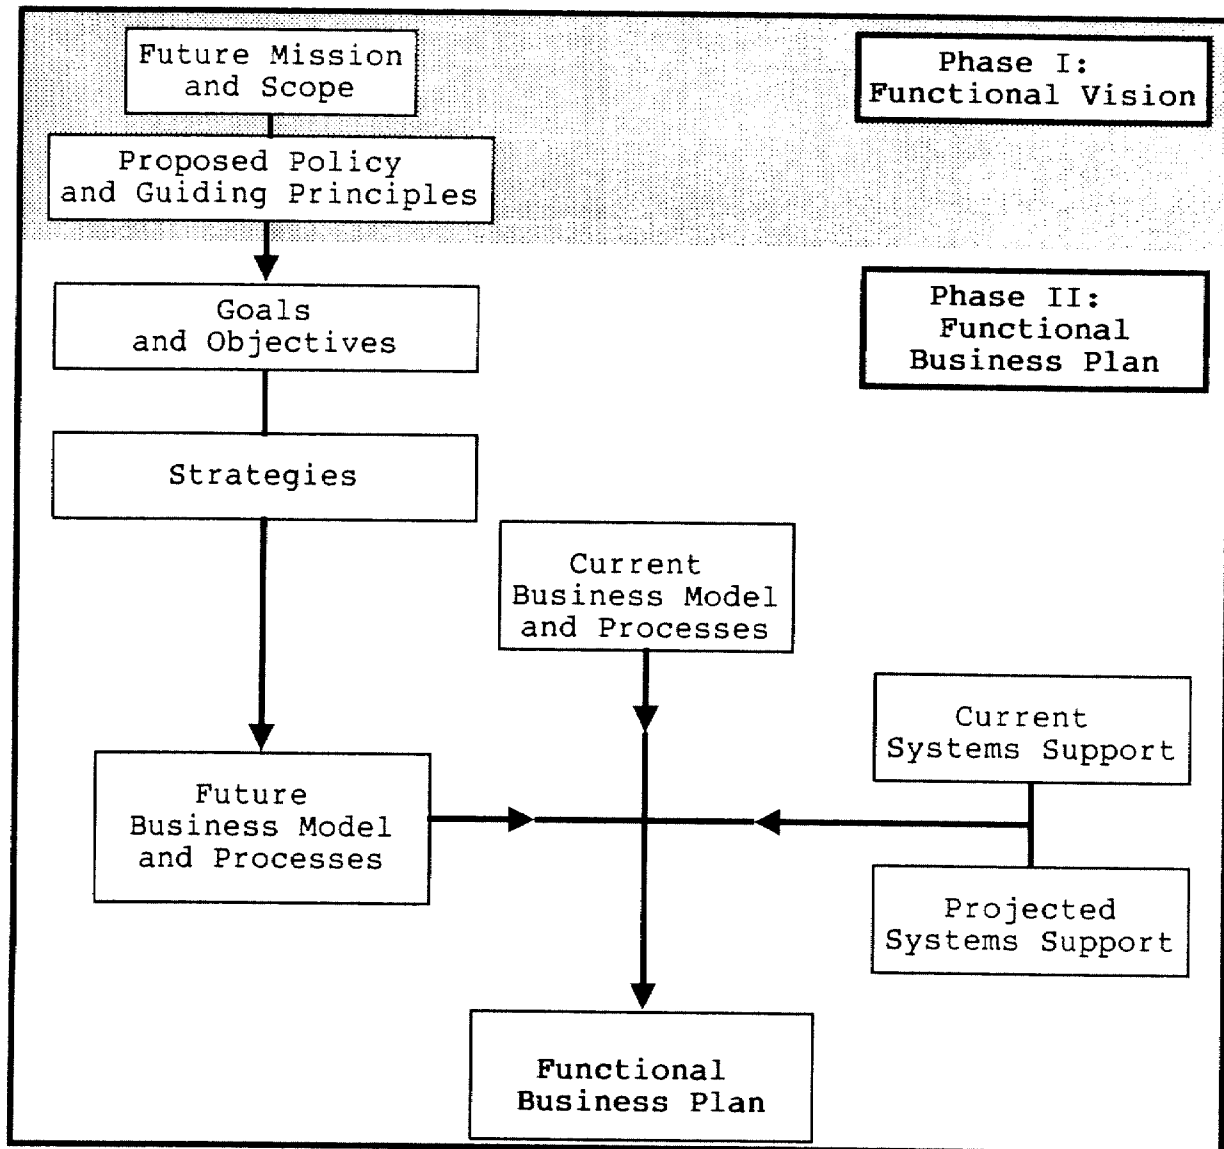 Future Mission
and Scope
Phase I:
Functional Vision
Proposed Policy
and Guiding Principles
Goals
and Objectives
Phase II:
Functional
Business Plan
Strategies
Current
Business Model
and Processes
Current
Systems Support
Future
Business Model
and Processes
Projected
Systems Support
Functional
Business Plan